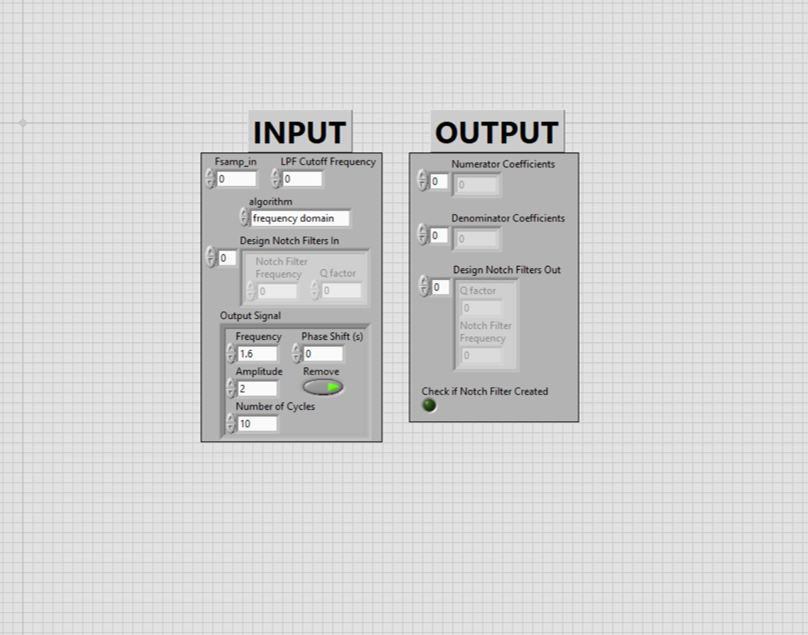 INPUT
Fsamp_in LPF Cutoff Frequency
0 0
algorithm
frequency domain
Design Notch Filters In
0
Notch Filter
Frequency Q factor
0 0
Output Signal
Frequency Phase Shift (s)
1.6 0
Amplitude Remove
2
Number of Cycles
10
OUTPUT
Numerator Coefficients
0 0
Denominator Coefficients
0 0
Design Notch Filters Out
0
Q factor
0
Notch Filter
Frequency
0
Check if Notch Filter Created